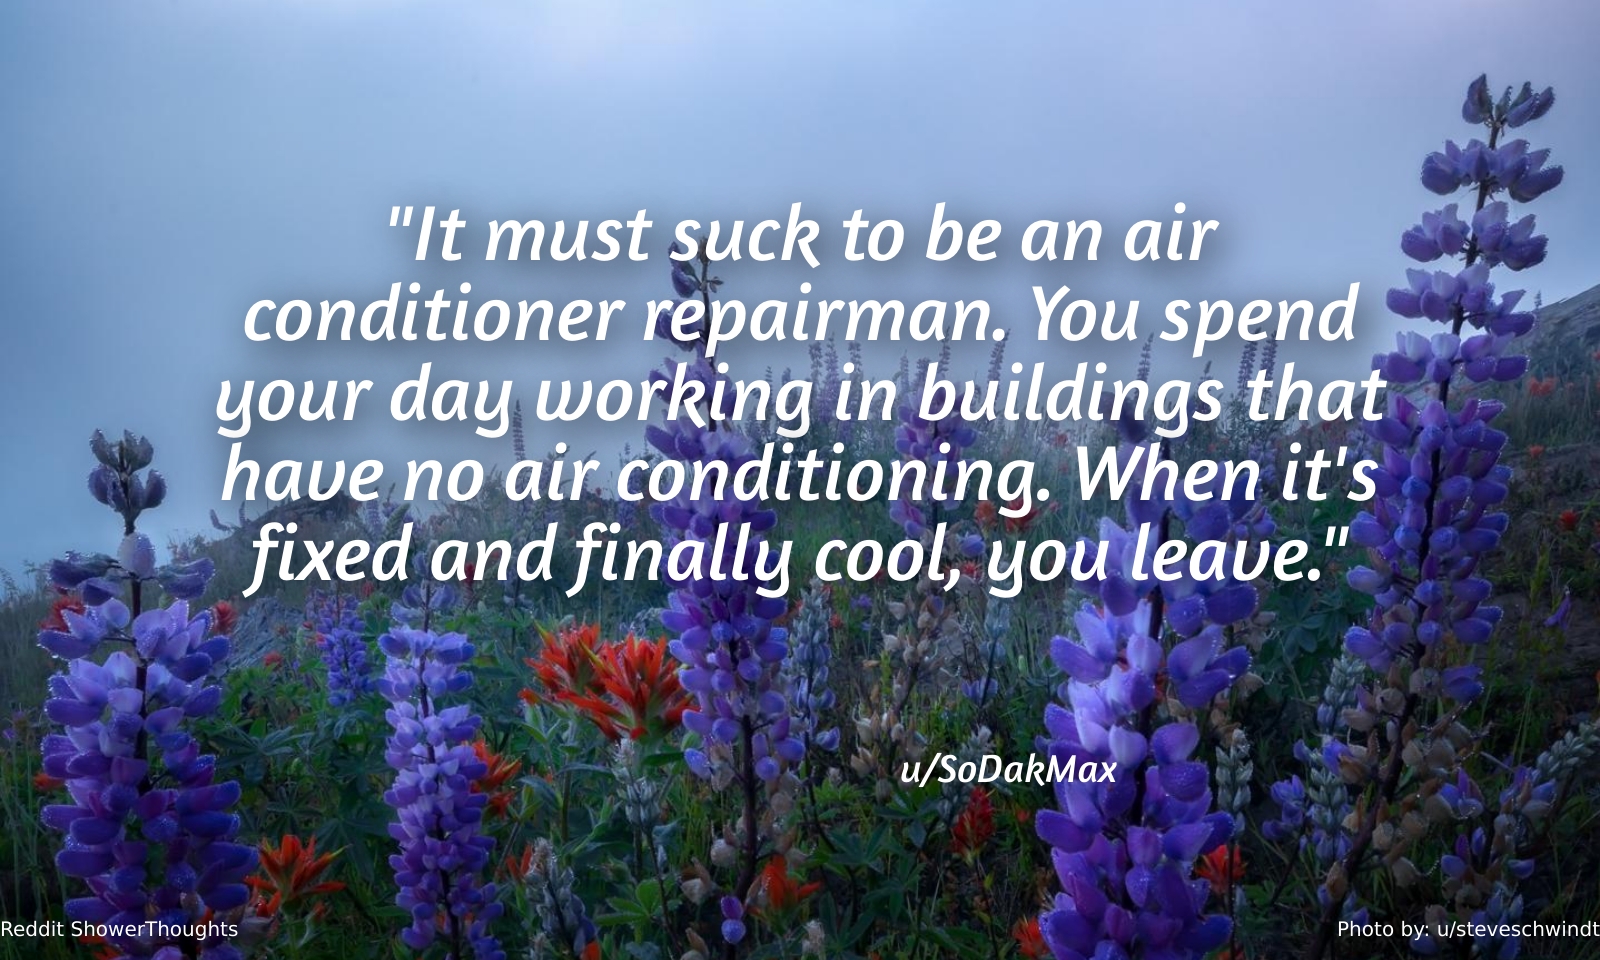 "It must suck to be an air
conditioner repairman. You spend
your day working in buildings that
have no air conditioning. When it's
fixed and finally cool, you leave."
u/SoDakMax
Reddit ShowerThoughts
Photo by: u/steveschwindt